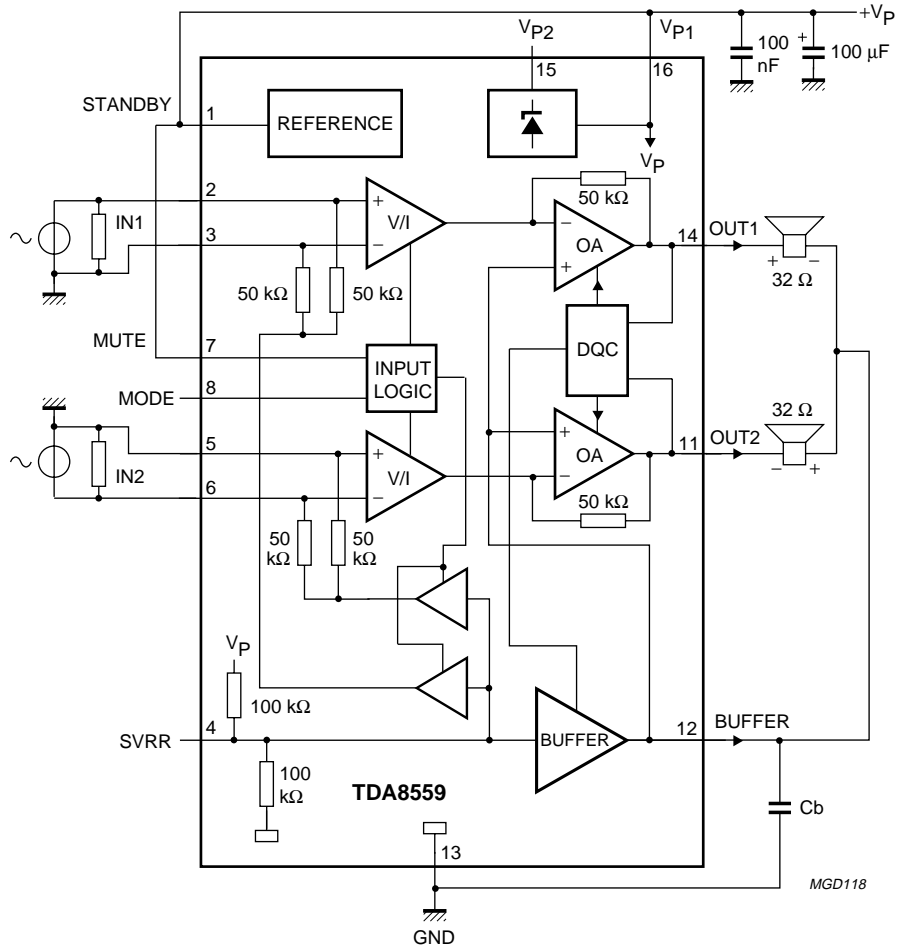 +VP
VP2
VP1
100 nF
+ 100 µF
15
16
STANDBY
1
REFERENCE
VP
2
+
V/I
−
50 kΩ
−
OA
+
14
OUT1
+ −
32 Ω
∼
IN1
3
50 kΩ
50 kΩ
MUTE
7
INPUT LOGIC
DQC
MODE
8
32 Ω
5
+
V/I
−
+
OA
−
11
OUT2
− +
∼
IN2
6
50 kΩ
50 kΩ
50 kΩ
VP
100 kΩ
SVRR
4
BUFFER
12
BUFFER
100 kΩ
TDA8559
Cb
13
MGD118
GND